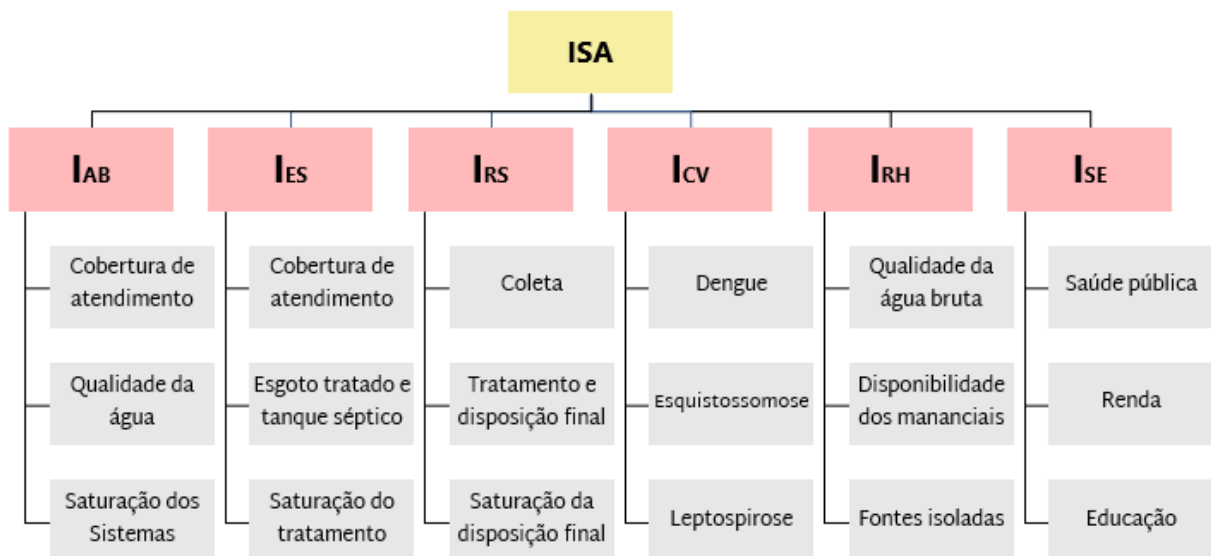 ISA
IAB
IES
IRS
ICV
IRH
ISE
Cobertura de
atendimento
Cobertura de
atendimento
Coleta
Dengue
Qualidade da
água bruta
Saúde pública
Qualidade da
água
Esgoto tratado e
tanque séptico
Tratamento e
disposição final
Esquistossomose
Disponibilidade
dos mananciais
Renda
Saturação dos
Sistemas
Saturação do
tratamento
Saturação da
disposição final
Leptospirose
Fontes isoladas
Educação